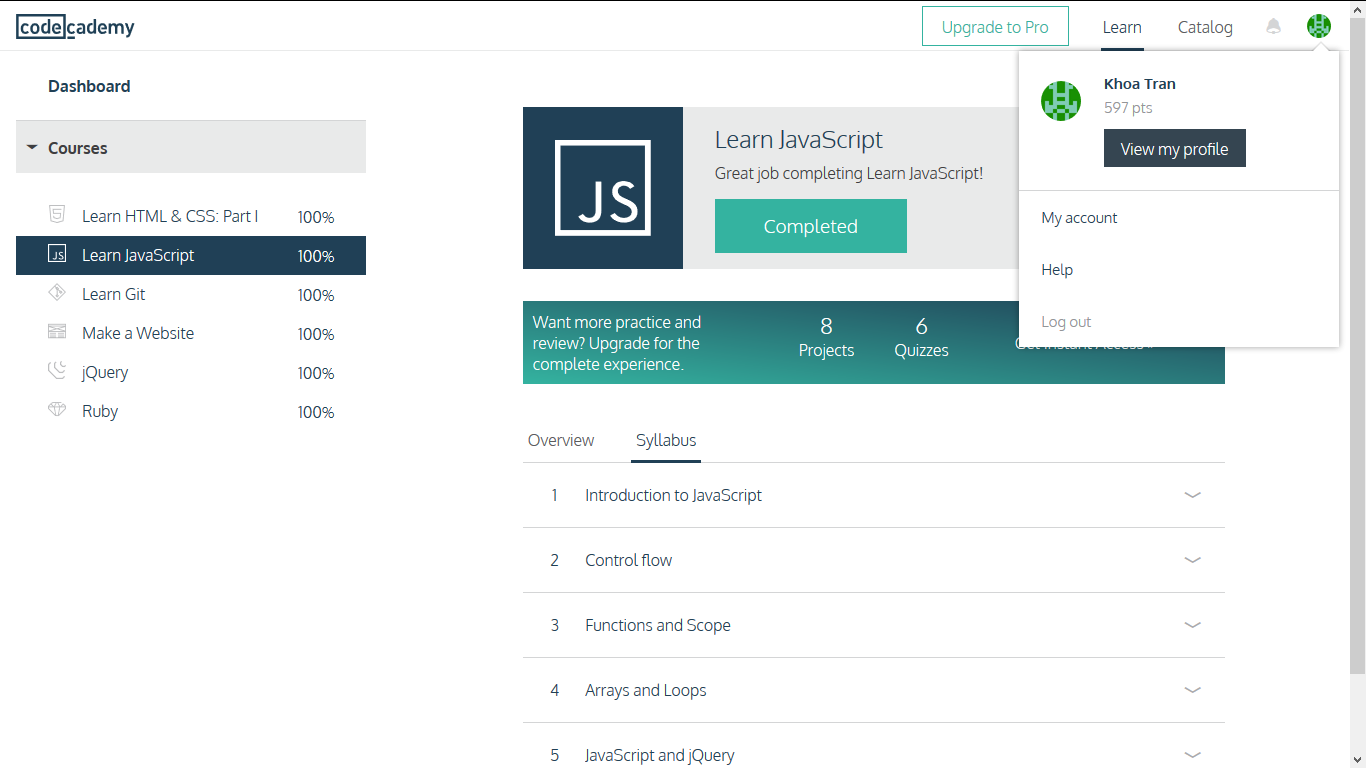 codecademy
Upgrade to Pro
Learn
Catalog
Khoa Tran
597 pts
View my profile
My account
Help
Log out
Dashboard
Courses
Learn HTML & CSS: Part I 100%
JS Learn JavaScript 100%
Learn Git 100%
Make a Website 100%
jQuery 100%
Ruby 100%
JS
Learn JavaScript
Great job completing Learn JavaScript!
Completed
Want more practice and
review? Upgrade for the
complete experience.
8
Projects
6
Quizzes
Get Instant Access
Overview
Syllabus
1 Introduction to JavaScript
2 Control flow
3 Functions and Scope
4 Arrays and Loops
5 JavaScript and jQuery